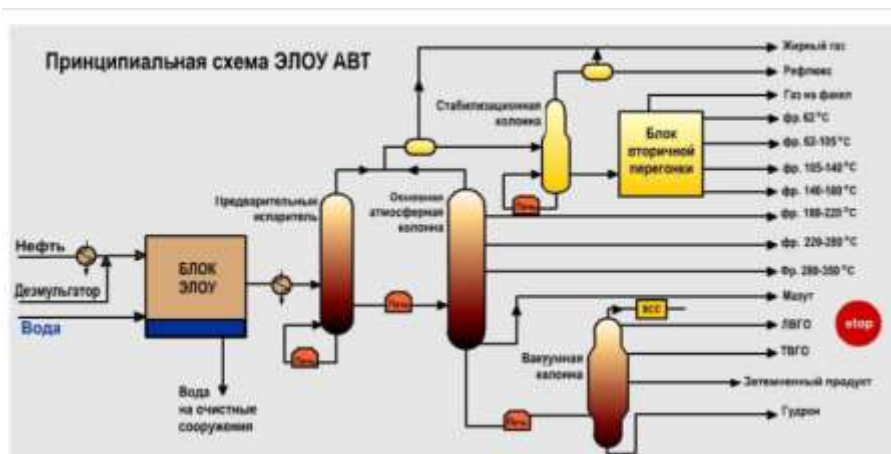 Принципиальная схема ЭЛОУ АВТ
Жирный газ
Рефлюкс
Газ на факел
Стабилизационная
колонна
Блок
вторичной
перегонки
фр. 62°С
фр. 62-105°С
фр. 105-140°С
фр. 140-180°С
фр. 180-220°С
фр. 220-280°С
Фр. 280-350°С
Предварительный
испаритель
Основная
атмосферная
колонна
Печь
Нефть
Деэмульгатор
Вода
БЛОК
ЭЛОУ
Печь
Печь
Мазут
ВСС
ЛВГО
stop
ТВГО
Вакуумная
колонна
Затемненный продукт
Печь
Гудрон
Вода
на очистные
сооружения